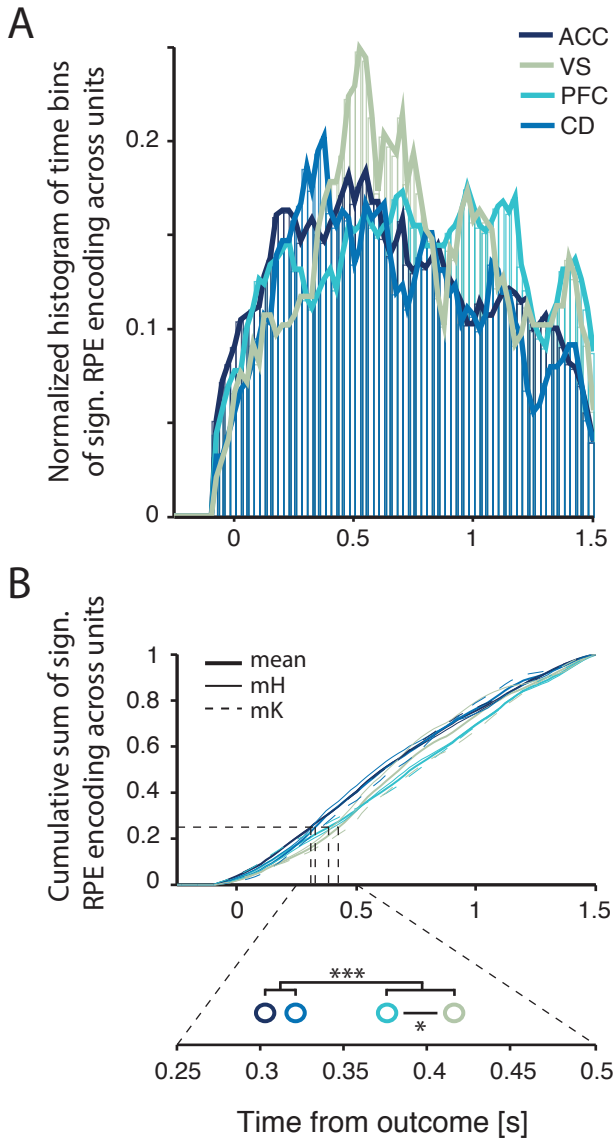 A
ACC
VS
PFC
CD
Normalized histogram of time bins
of sign. RPE encoding across units
0.2
0.1
0
0
0.5
1
1.5
B
Cumulative sum of sign.
RPE encoding across units
mean
mH
mK
1
0.8
0.6
0.4
0.2
0
0
0.5
1
1.5
***
*
0.25
0.3
0.35
0.4
0.45
0.5
Time from outcome [s]